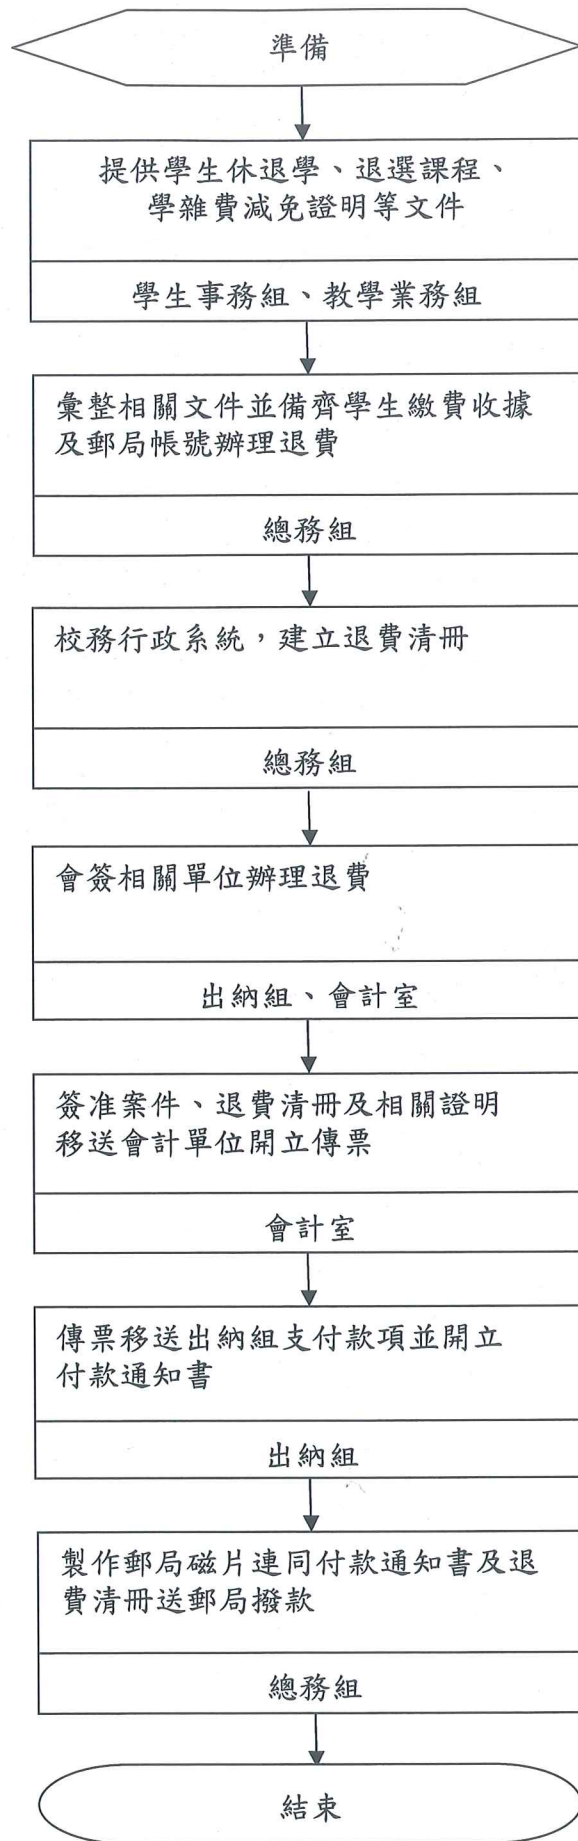 準備
提供學生休退學、退選課程、
學雜費減免證明等文件
學生事務組、教學業務組
彙整相關文件並備齊學生繳費收據
及郵局帳號辦理退費
總務組
校務行政系統，建立退費清冊
總務組
會簽相關單位辦理退費
出納組、會計室
簽准案件、退費清冊及相關證明
移送會計單位開立傳票
會計室
傳票移送出納組支付款項並開立
付款通知書
出納組
製作郵局磁片連同付款通知書及退
費清冊送郵局撥款
總務組
結束